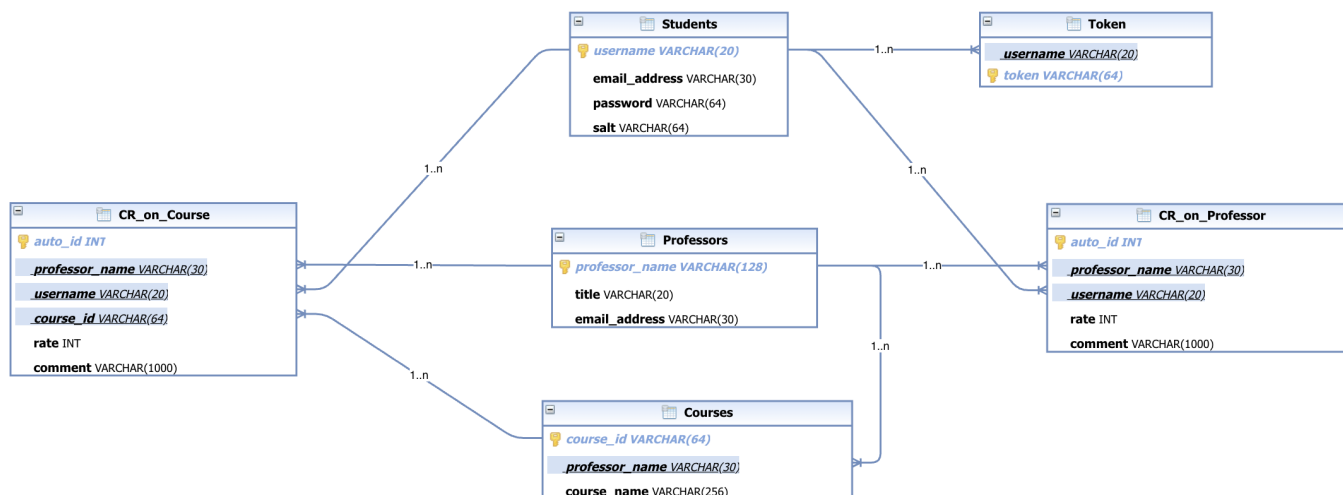 Students
username VARCHAR(20)
email_address VARCHAR(30)
password VARCHAR(64)
salt VARCHAR(64)
Token
username VARCHAR(20)
token VARCHAR(64)
1..n
1..n
1..n
CR_on_Course
auto_id INT
professor_name VARCHAR(30)
username VARCHAR(20)
course_id VARCHAR(64)
rate INT
comment VARCHAR(1000)
1..n
Professors
professor_name VARCHAR(128)
title VARCHAR(20)
email_address VARCHAR(30)
1..n
CR_on_Professor
auto_id INT
professor_name VARCHAR(30)
username VARCHAR(20)
rate INT
comment VARCHAR(1000)
1..n
1..n
Courses
course_id VARCHAR(64)
professor_name VARCHAR(30)
course_name VARCHAR(256)